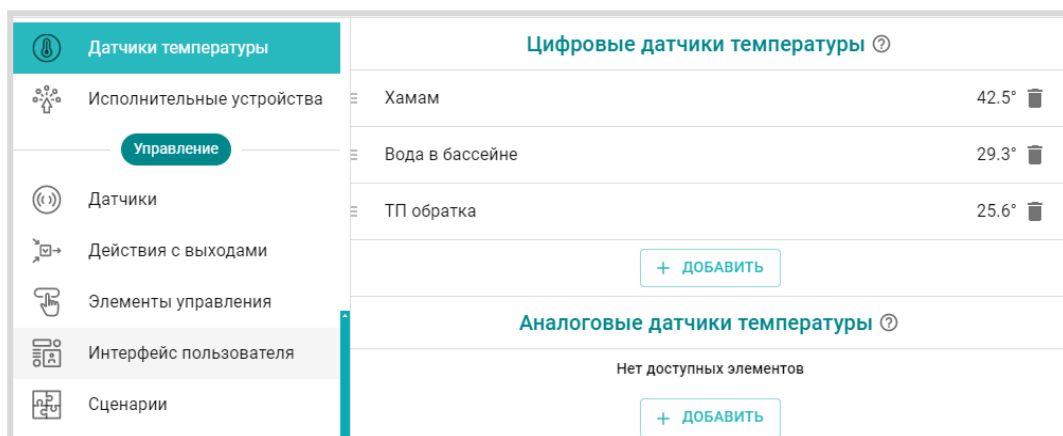 Датчики температуры
Исполнительные устройства
Управление
Датчики
Действия с выходами
Элементы управления
Интерфейс пользователя
Сценарии
Цифровые датчики температуры ?
Хамам 42.5°
Вода в бассейне 29.3°
ТП обратка 25.6°
+ ДОБАВИТЬ
Аналоговые датчики температуры ?
Нет доступных элементов
+ ДОБАВИТЬ